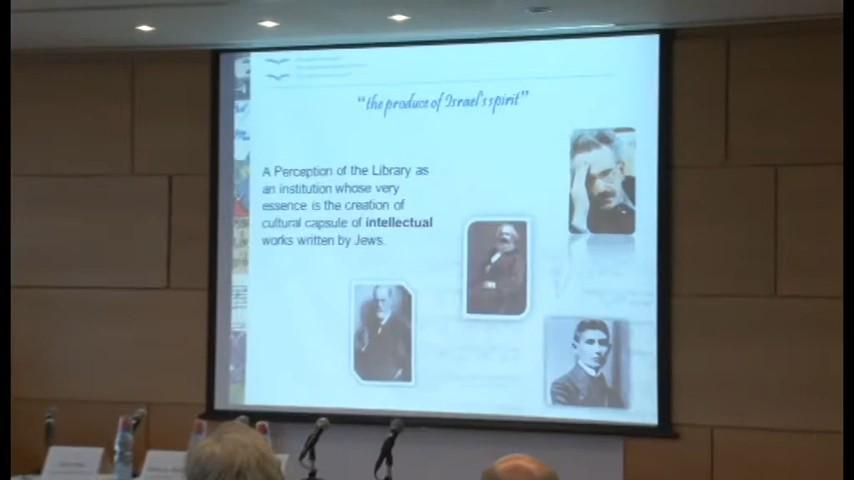 "the produce of Israel's spirit"
A Perception of the Library as
an institution whose very
essence is the creation of
cultural capsule of intellectual
works written by Jews.